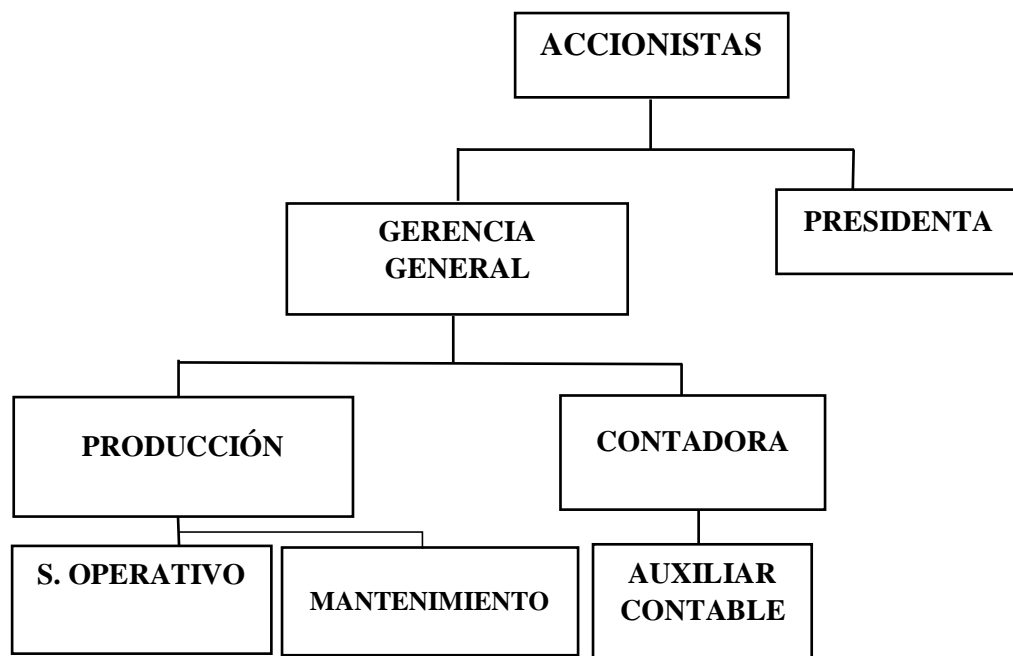 ACCIONISTAS
GERENCIA
GENERAL
PRESIDENTA
PRODUCCIÓN
CONTADORA
S. OPERATIVO
MANTENIMIENTO
AUXILIAR
CONTABLE